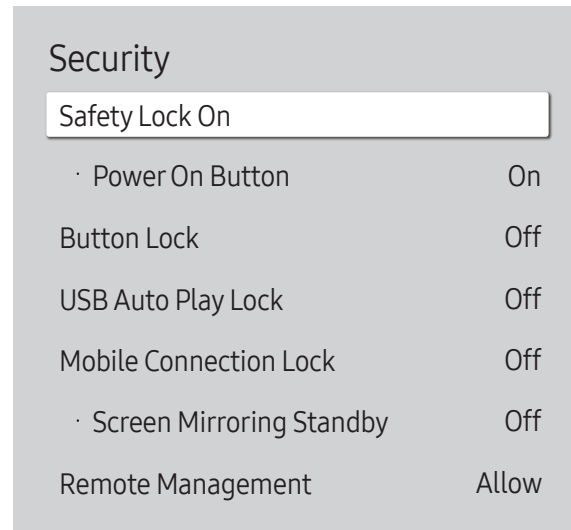 Security
Safety Lock On
· Power On Button On
Button Lock Off
USB Auto Play Lock Off
Mobile Connection Lock Off
· Screen Mirroring Standby Off
Remote Management Allow